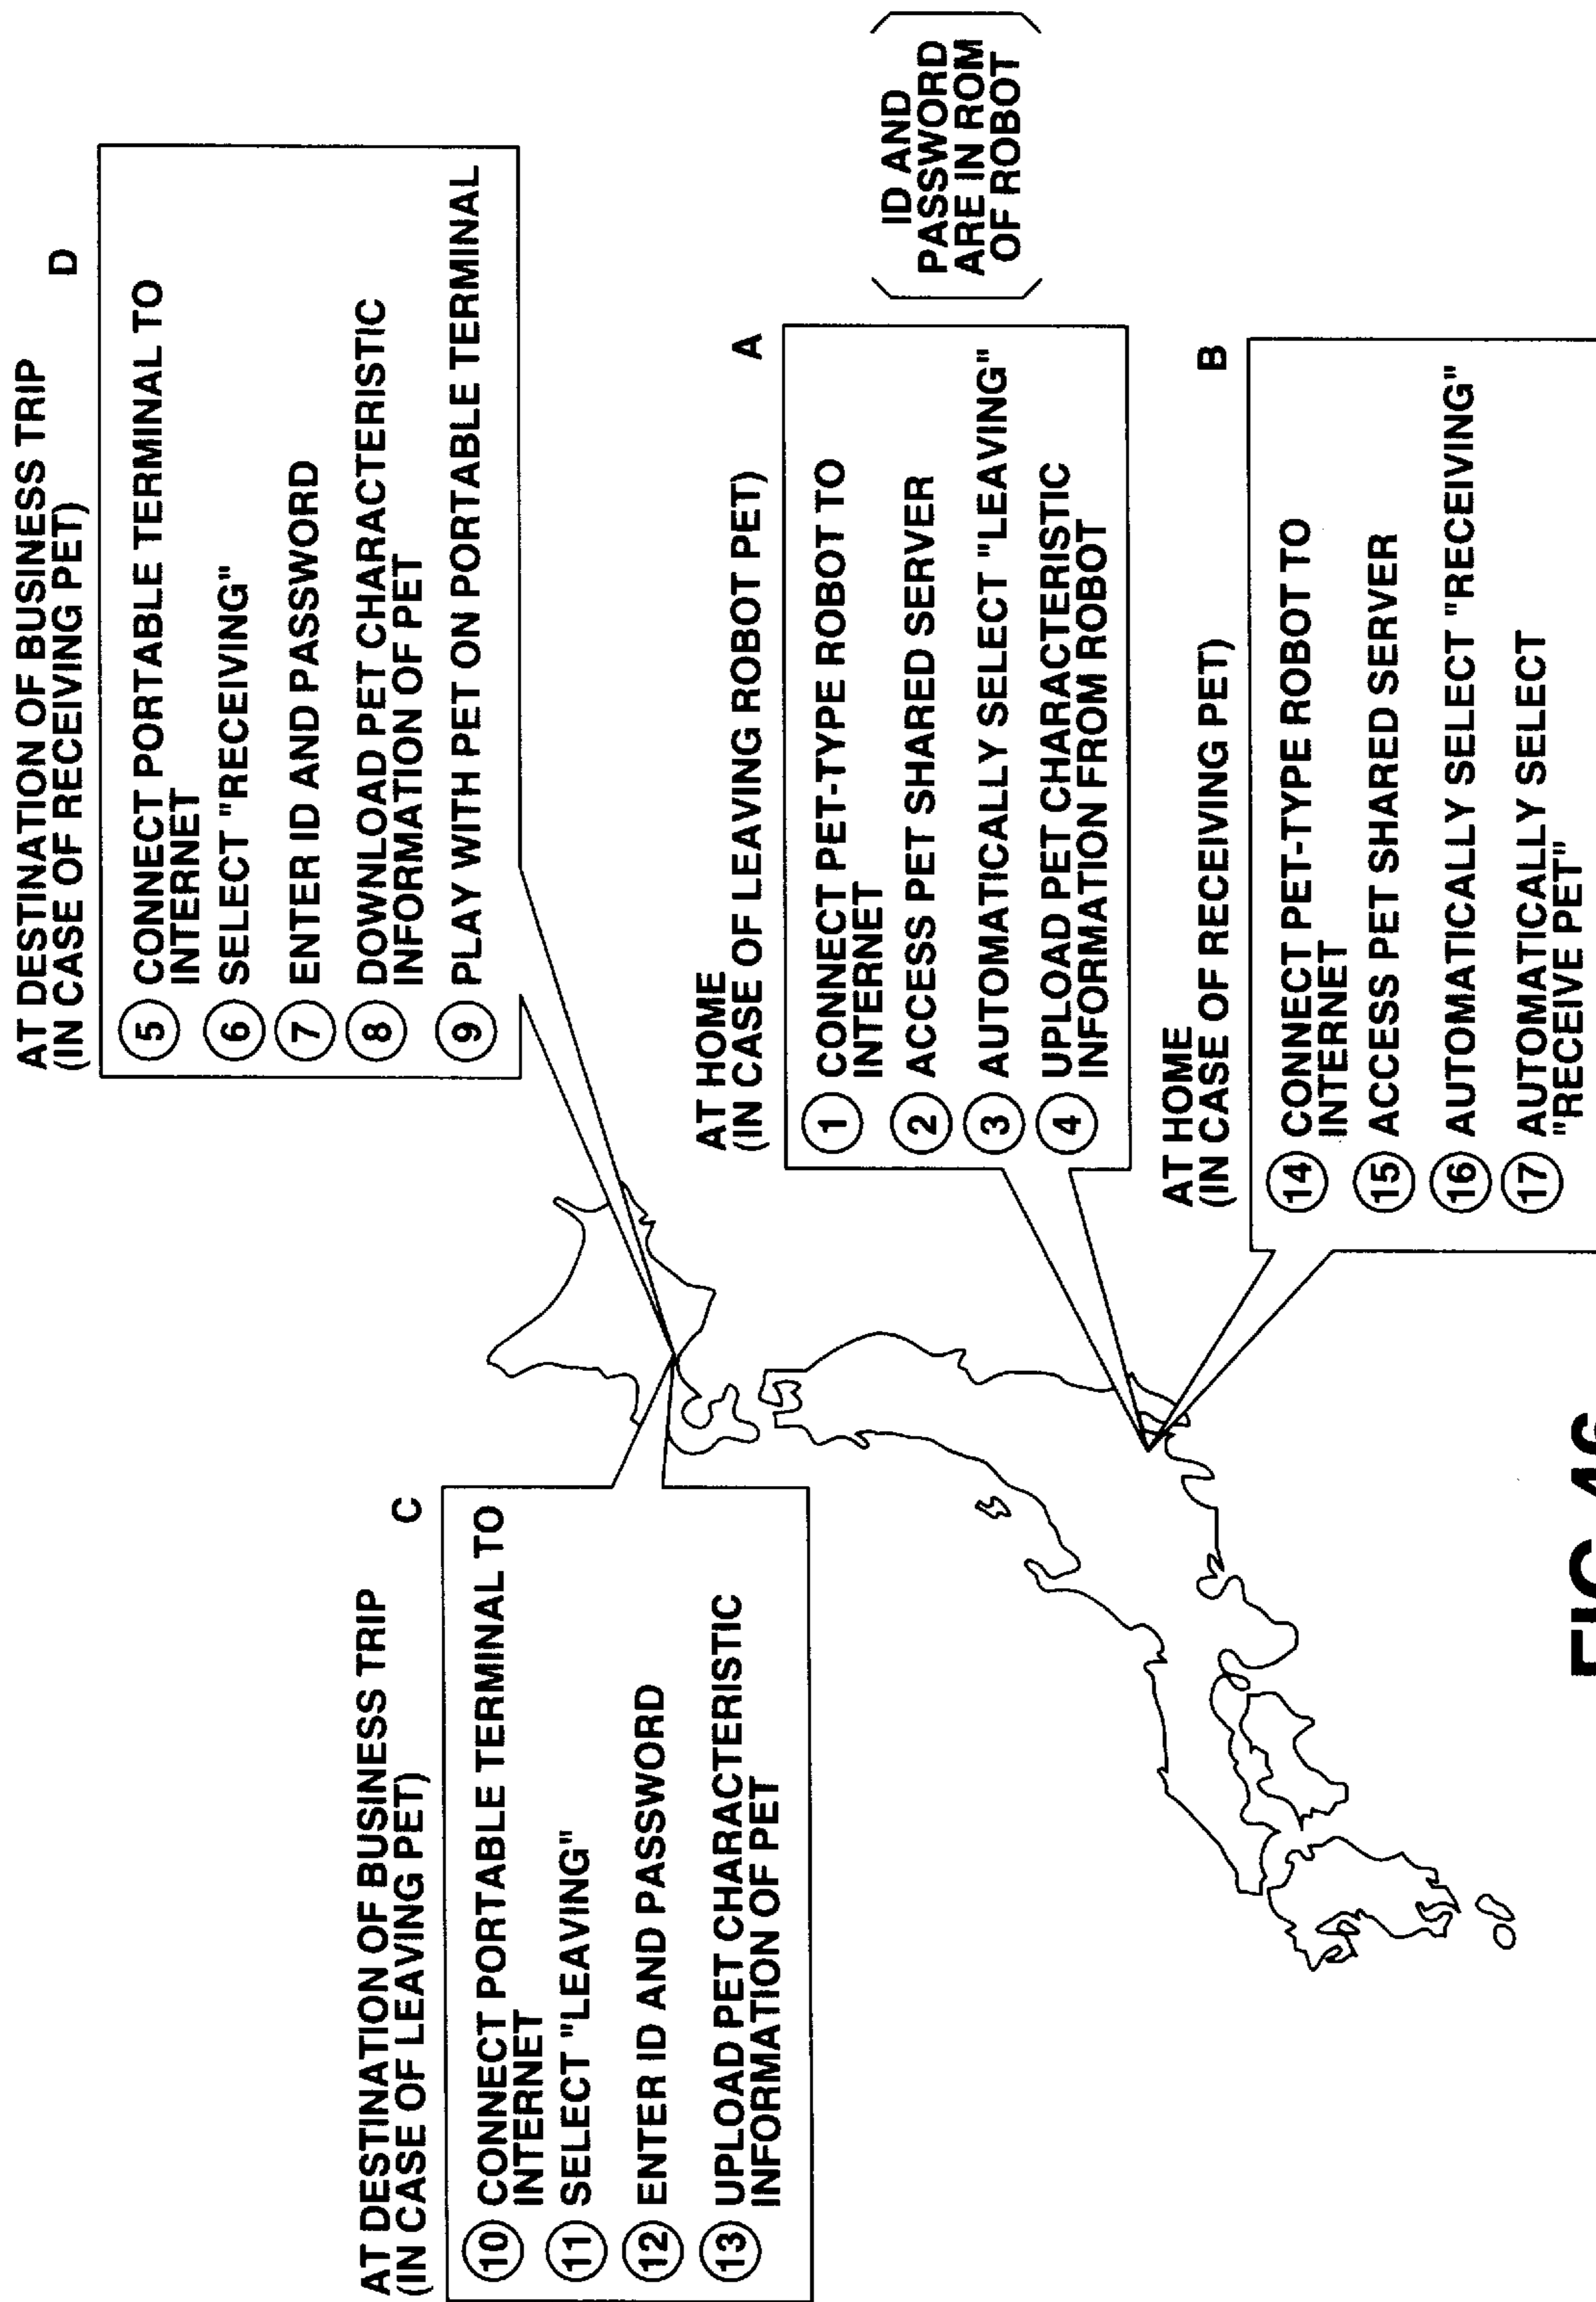 AT DESTINATION OF BUSINESS TRIP
(IN CASE OF RECEIVING PET) D
5 CONNECT PORTABLE TERMINAL TO
INTERNET
6 SELECT "RECEIVING"
7 ENTER ID AND PASSWORD
8 DOWNLOAD PET CHARACTERISTIC
INFORMATION OF PET
9 PLAY WITH PET ON PORTABLE TERMINAL
AT DESTINATION OF BUSINESS TRIP
(IN CASE OF LEAVING PET) C
10 CONNECT PORTABLE TERMINAL TO
INTERNET
11 SELECT "LEAVING"
12 ENTER ID AND PASSWORD
13 UPLOAD PET CHARACTERISTIC
INFORMATION OF PET
AT HOME
(IN CASE OF LEAVING ROBOT PET) A
1 CONNECT PET-TYPE ROBOT TO
INTERNET
2 ACCESS PET SHARED SERVER
3 AUTOMATICALLY SELECT "LEAVING"
4 UPLOAD PET CHARACTERISTIC
INFORMATION FROM ROBOT
ID AND
PASSWORD
ARE IN ROM
OF ROBOT
AT HOME
(IN CASE OF RECEIVING PET) B
14 CONNECT PET-TYPE ROBOT TO
INTERNET
15 ACCESS PET SHARED SERVER
16 AUTOMATICALLY SELECT "RECEIVING"
17 AUTOMATICALLY SELECT
"RECEIVE PET"